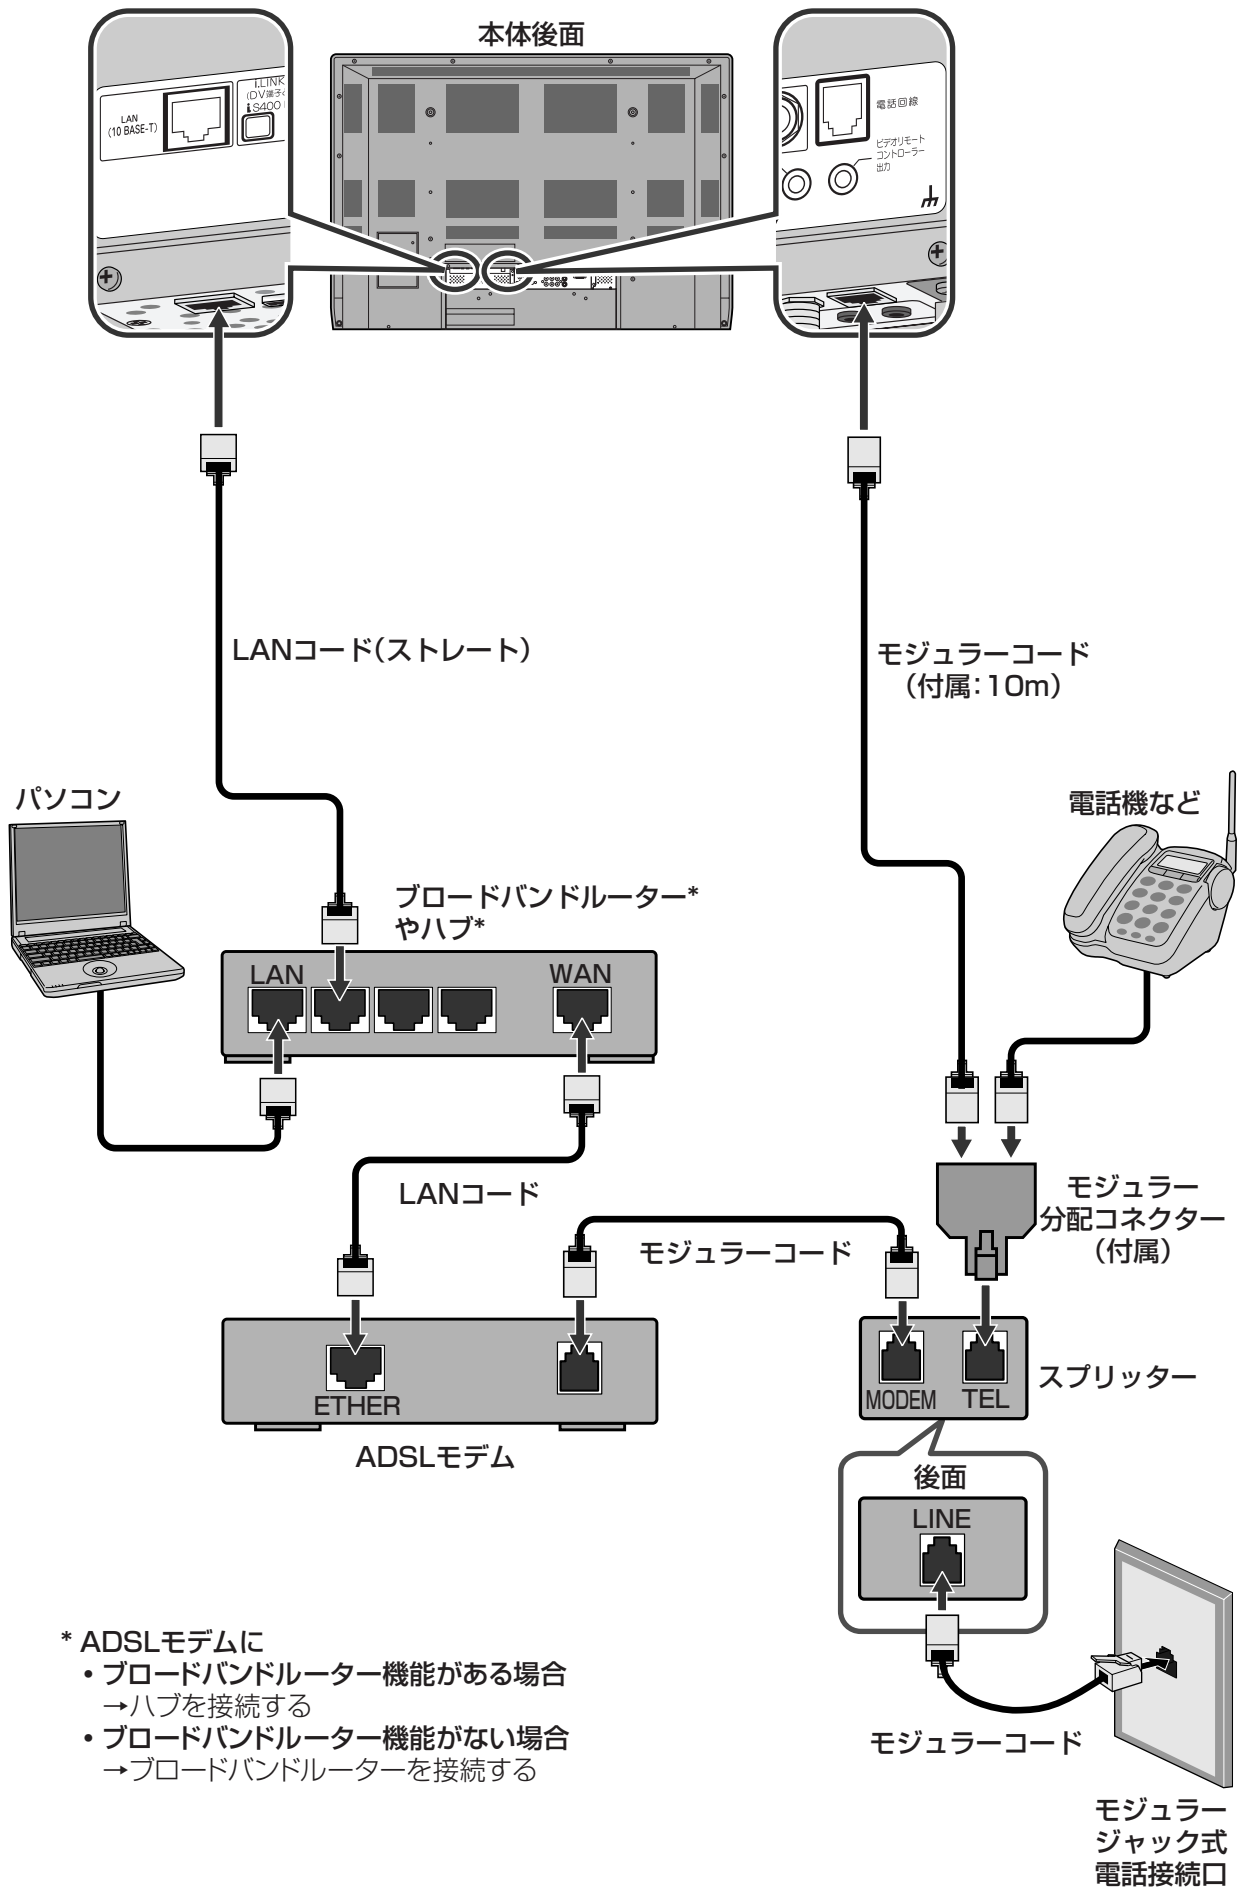 本体後面
LAN
(10 BASE-T)
i.LINK
(DV端子
S400
電話回線
ビデオリモート
コントローラー
出力
LANコード(ストレート)
モジュラーコード
(付属:10m)
パソコン
電話機など
ブロードバンドルーター*
やハブ*
LAN
WAN
LANコード
モジュラーコード
モジュラー
分配コネクター
(付属)
ETHER
ADSLモデム
MODEM
TEL
スプリッター
後面
LINE
* ADSLモデムに
・ブロードバンドルーター機能がある場合
→ハブを接続する
・ブロードバンドルーター機能がない場合
→ブロードバンドルーターを接続する
モジュラーコード
モジュラー
ジャック式
電話接続口